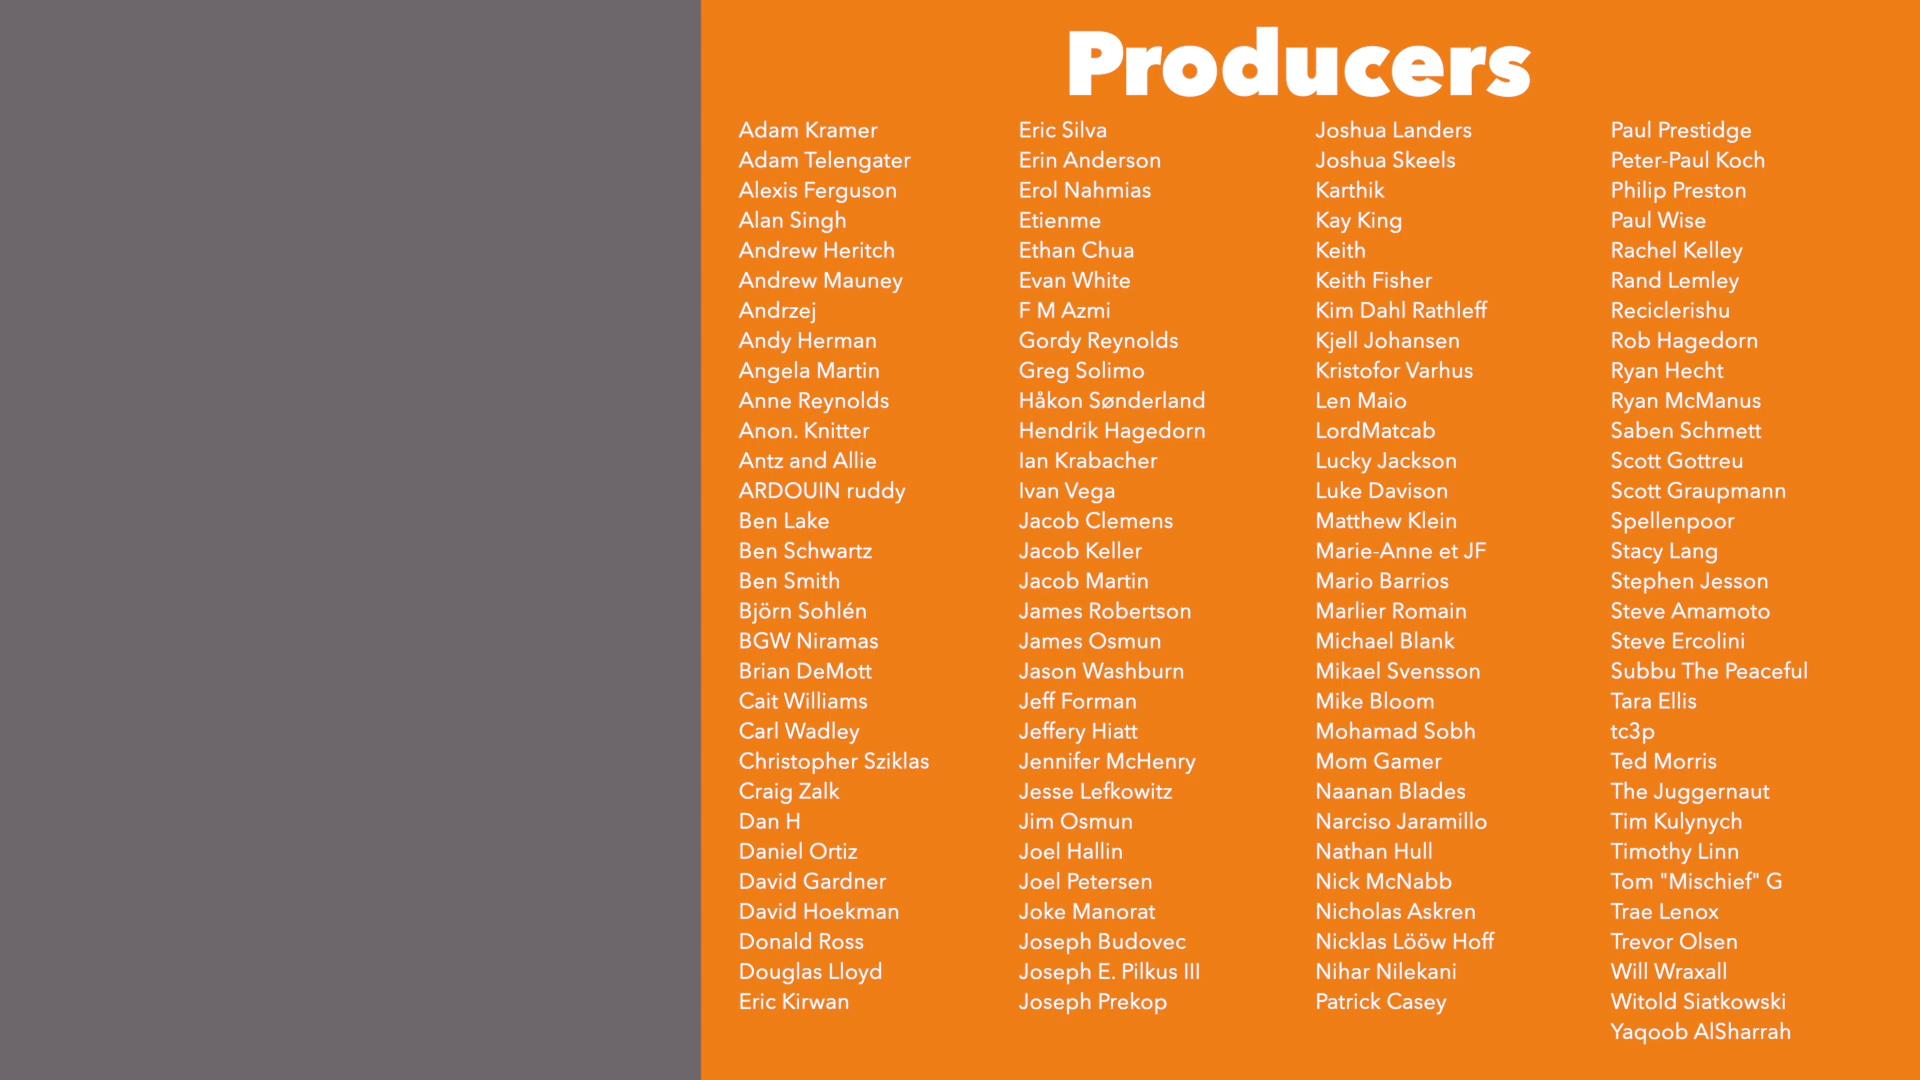 Producers
Adam Kramer
Adam Telengater
Alexis Ferguson
Alan Singh
Andrew Heritch
Andrew Mauney
Andrzej
Andy Herman
Angela Martin
Anne Reynolds
Anon. Knitter
Antz and Allie
ARDOUIN ruddy
Ben Lake
Ben Schwartz
Ben Smith
Björn Sohlén
BGW Niramas
Brian DeMott
Cait Williams
Carl Wadley
Christopher Sziklas
Craig Zalk
Dan H
Daniel Ortiz
David Gardner
David Hoekman
Donald Ross
Douglas Lloyd
Eric Kirwan
Eric Silva
Erin Anderson
Erol Nahmias
Etienme
Ethan Chua
Evan White
F M Azmi
Gordy Reynolds
Greg Solimo
Håkon Sønderland
Hendrik Hagedorn
Ian Krabacher
Ivan Vega
Jacob Clemens
Jacob Keller
Jacob Martin
James Robertson
James Osmun
Jason Washburn
Jeff Forman
Jeffery Hiatt
Jennifer McHenry
Jesse Lefkowitz
Jim Osmun
Joel Hallin
Joel Petersen
Joke Manorat
Joseph Budovec
Joseph E. Pilkus III
Joseph Prekop
Joshua Landers
Joshua Skeels
Karthik
Kay King
Keith
Keith Fisher
Kim Dahl Rathleff
Kjell Johansen
Kristofor Varhus
Len Maio
LordMatcab
Lucky Jackson
Luke Davison
Matthew Klein
Marie-Anne et JF
Mario Barrios
Marlier Romain
Michael Blank
Mikael Svensson
Mike Bloom
Mohamad Sobh
Mom Gamer
Naanan Blades
Narciso Jaramillo
Nathan Hull
Nick McNabb
Nicholas Askren
Nicklas Lööw Hoff
Nihar Nilekani
Patrick Casey
Paul Prestidge
Peter-Paul Koch
Philip Preston
Paul Wise
Rachel Kelley
Rand Lemley
Reciclerishu
Rob Hagedorn
Ryan Hecht
Ryan McManus
Saben Schmett
Scott Gottreu
Scott Graupmann
Spellenpoor
Stacy Lang
Stephen Jesson
Steve Amamoto
Steve Ercolini
Subbu The Peaceful
Tara Ellis
tc3p
Ted Morris
The Juggernaut
Tim Kulynych
Timothy Linn
Tom "Mischief" G
Trae Lenox
Trevor Olsen
Will Wraxall
Witold Siatkowski
Yaqoob AlSharrah